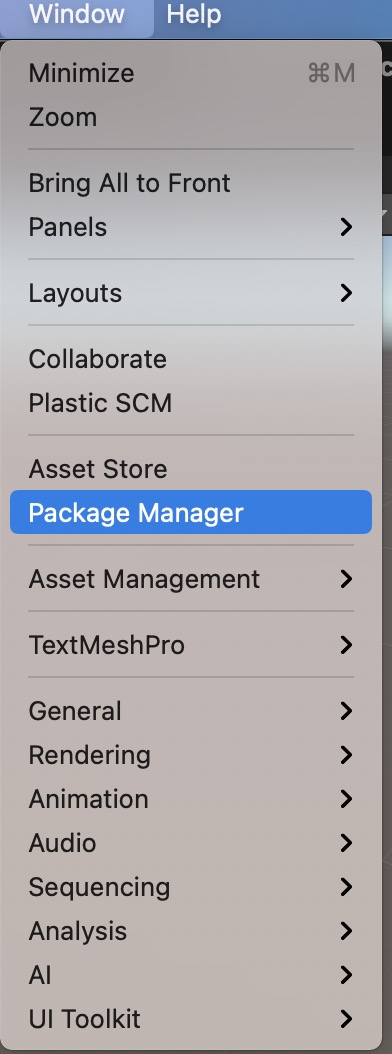 Window Help
Minimize ⌘M
Zoom
Bring All to Front
Panels
Layouts
Collaborate
Plastic SCM
Asset Store
Package Manager
Asset Management
TextMeshPro
General
Rendering
Animation
Audio
Sequencing
Analysis
AI
UI Toolkit